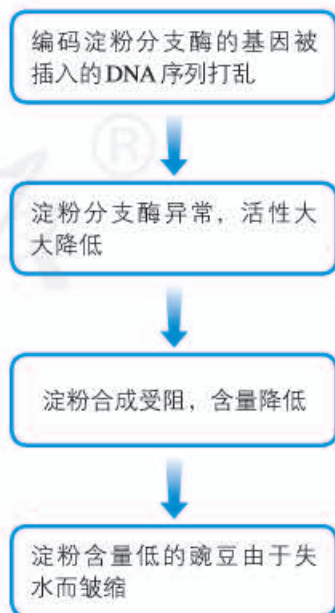 编码淀粉分支酶的基因被
插入的DNA序列打乱
淀粉分支酶异常，活性大
大降低
淀粉合成受阻，含量降低
淀粉含量低的豌豆由于失
水而皱缩